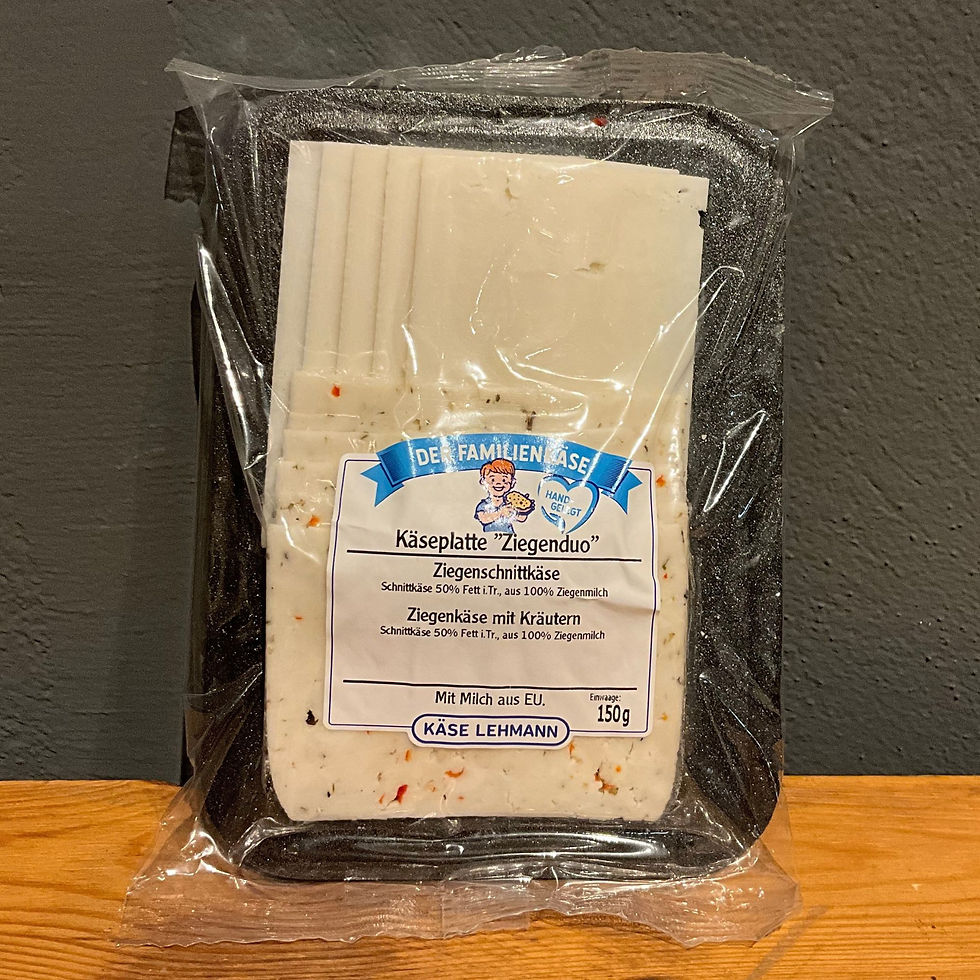 DER FAMILIENKÄSE
HAND
GELEGT
Käseplatte "Ziegenduo"
Ziegenschnittkäse
Schnittkäse 50% Fett i.Tr., aus 100% Ziegenmilch
Ziegenkäse mit Kräutern
Schnittkäse 50% Fett i.Tr., aus 100% Ziegenmilch
Mit Milch aus EU.
Einwaage:
150g
KÄSE LEHMANN